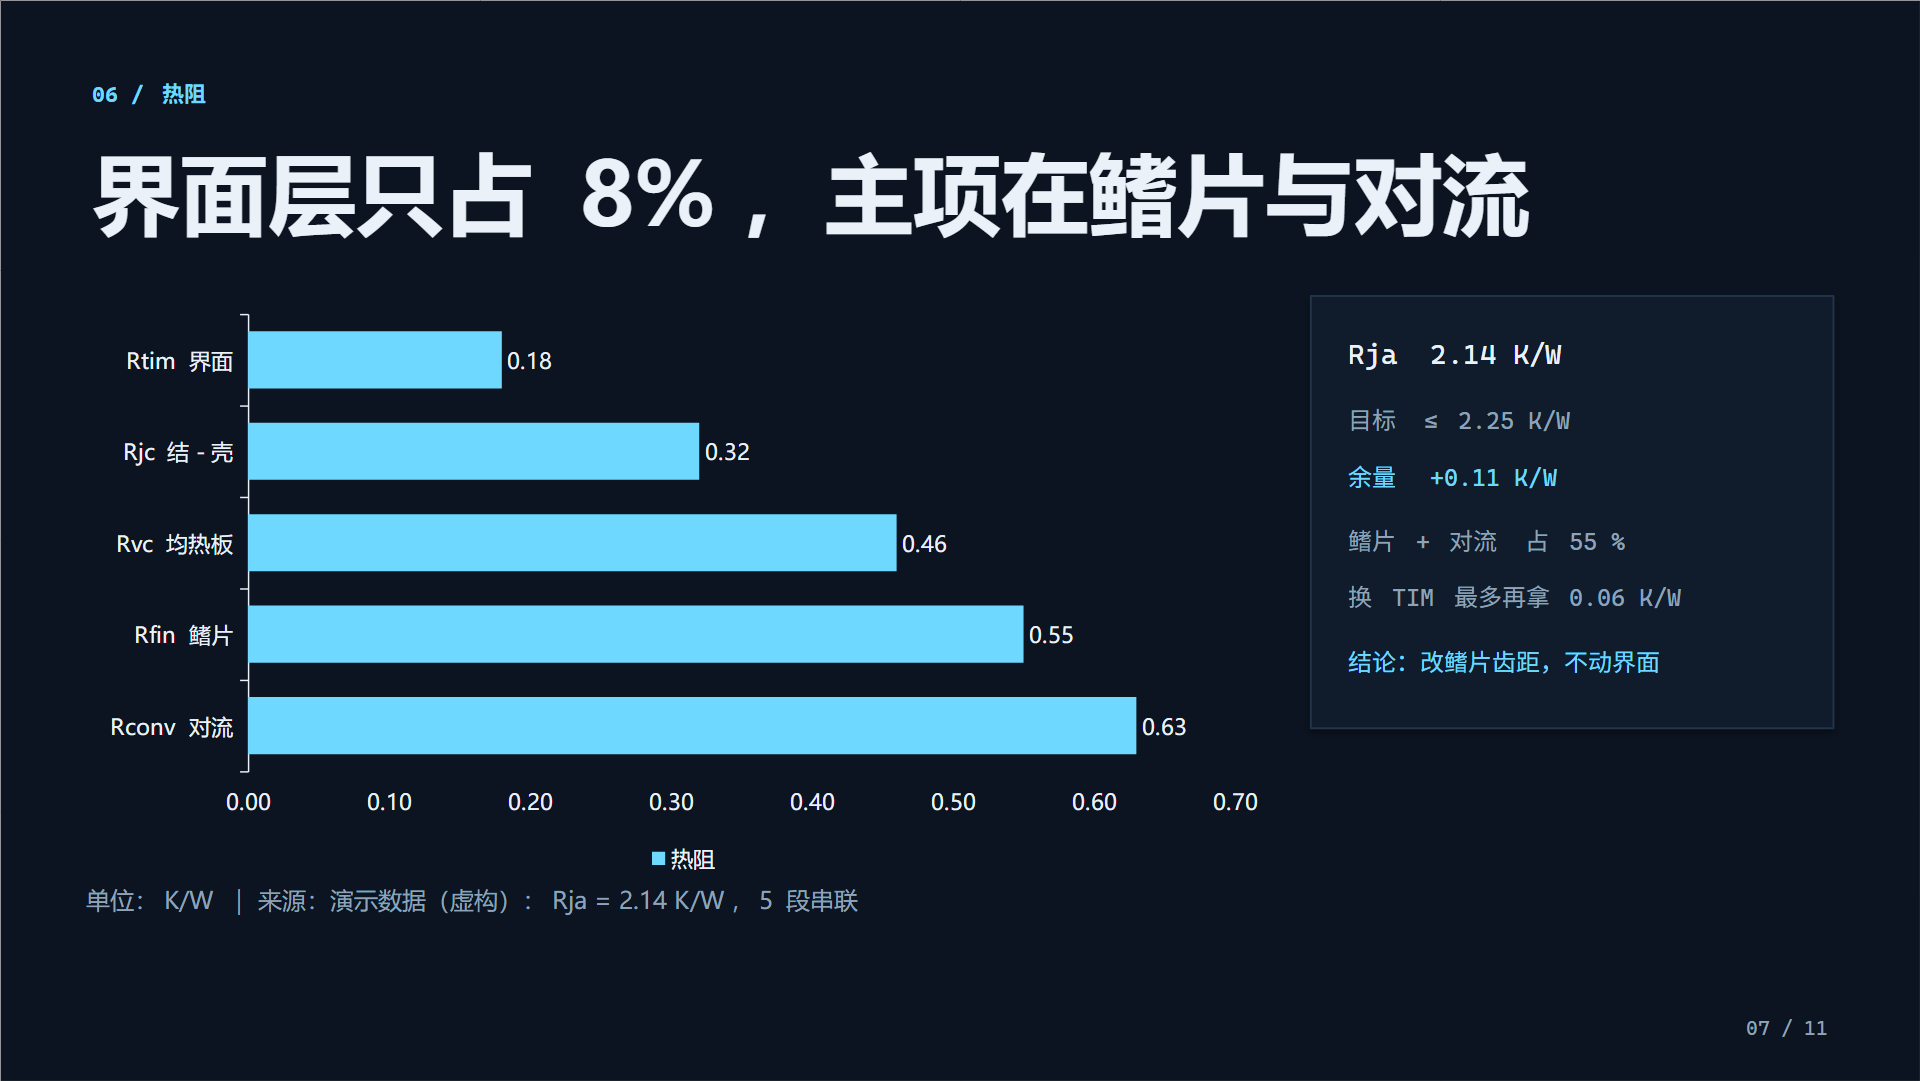 06 / 热阻
界面层只占 8%，主项在鳍片与对流
Rtim 界面
0.18
Rjc 结-壳
0.32
Rvc 均热板
0.46
Rfin 鳍片
0.55
Rconv 对流
0.63
0.00 0.10 0.20 0.30 0.40 0.50 0.60 0.70
热阻
单位： K/W ｜ 来源：演示数据（虚构）： Rja = 2.14 K/W， 5 段串联
Rja 2.14 K/W
目标 ≤ 2.25 K/W
余量 +0.11 K/W
鳍片 + 对流 占 55 %
换 TIM 最多再拿 0.06 K/W
结论：改鳍片齿距，不动界面
07 / 11